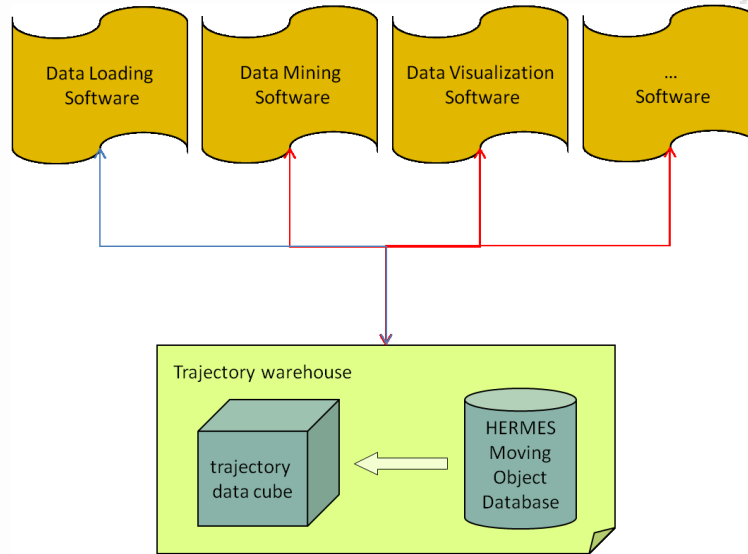 Data Loading
Software
Data Mining
Software
Data Visualization
Software
...
Software
Trajectory warehouse
trajectory
data cube
HERMES
Moving
Object
Database